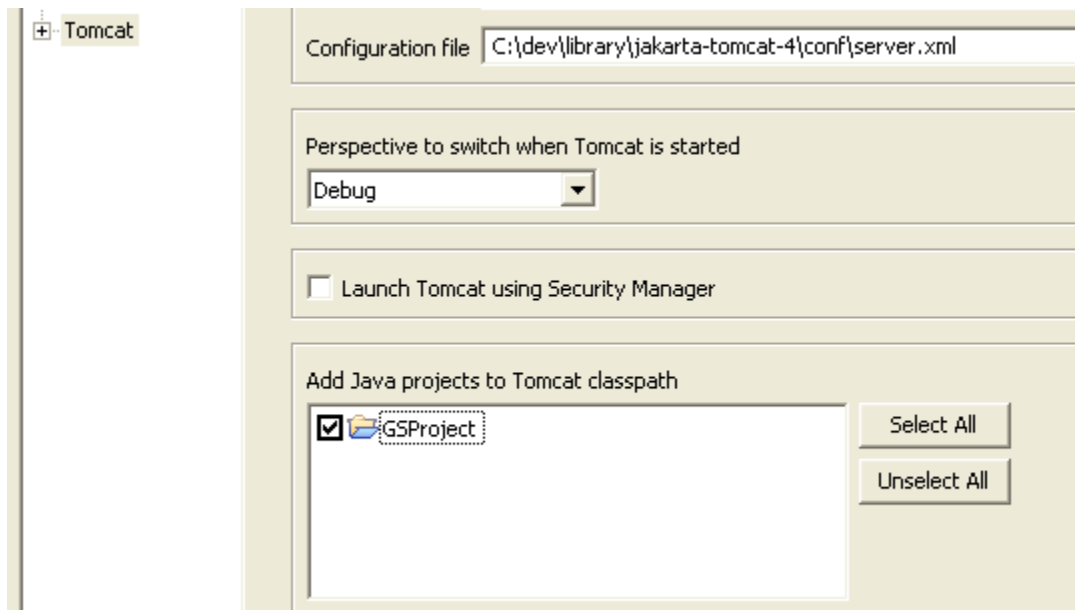 Tomcat
Configuration file C:\dev\library\jakarta-tomcat-4\conf\server.xml
Perspective to switch when Tomcat is started
Debug
Launch Tomcat using Security Manager
Add Java projects to Tomcat classpath
GSProject
Select All
Unselect All